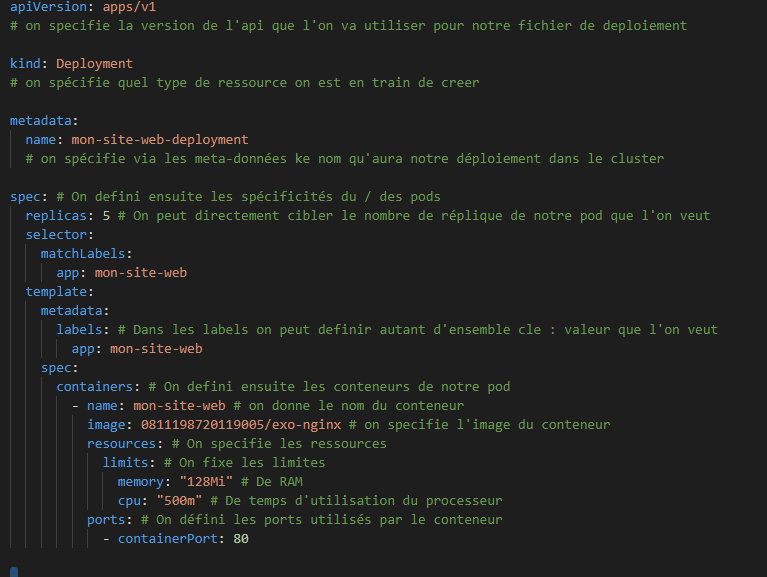 apiVersion: apps/v1
# on specifie la version de l'api que l'on va utiliser pour notre fichier de deploiement
kind: Deployment
# on spécifie quel type de ressource on est en train de creer
metadata:
name: mon-site-web-deployment
# on spécifie via les meta-données ke nom qu'aura notre déploiement dans le cluster
spec: # On defini ensuite les spécificités du / des pods
replicas: 5 # On peut directement cibler le nombre de réplique de notre pod que l'on veut
selector:
matchLabels:
app: mon-site-web
template:
metadata:
labels: # Dans les labels on peut definir autant d'ensemble cle : valeur que l'on veut
app: mon-site-web
spec:
containers: # On defini ensuite les conteneurs de notre pod
- name: mon-site-web # on donne le nom du conteneur
image: 0811198720119005/exo-nginx # on specifie l'image du conteneur
resources: # On specifie les ressources
limits: # On fixe les limites
memory: "128Mi" # De RAM
cpu: "500m" # De temps d'utilisation du processeur
ports: # On défini les ports utilisés par le conteneur
- containerPort: 80